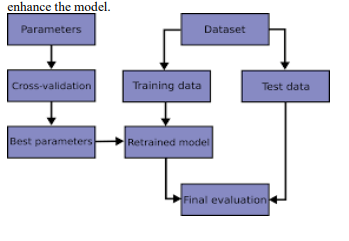 enhance the model.
Parameters
Dataset
Cross-validation
Training data
Test data
Best parameters
Retrained model
Final evaluation